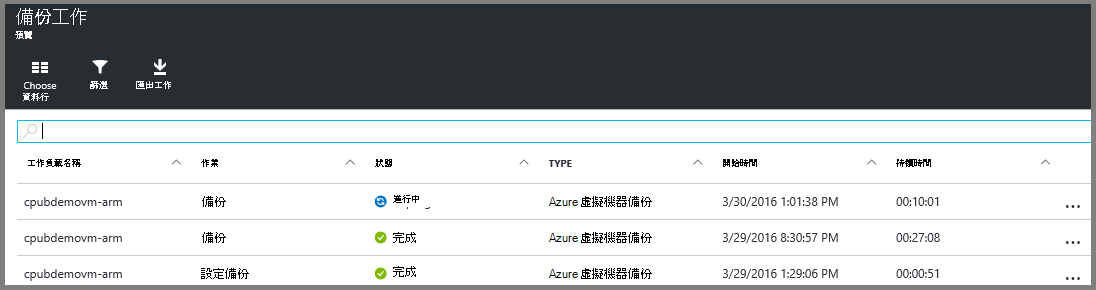 備份工作
預覽
Choose 資料行
篩選
匯出工作
工作負載名稱 作業 狀態 TYPE 開始時間 持續時間
cpubdemovm-arm 備份 進行中 Azure 虛擬機器備份 3/30/2016 1:01:38 PM 00:10:01 ...
cpubdemovm-arm 備份 完成 Azure 虛擬機器備份 3/29/2016 8:30:57 PM 00:27:08 ...
cpubdemovm-arm 設定備份 完成 Azure 虛擬機器備份 3/29/2016 1:29:06 PM 00:00:51 ...